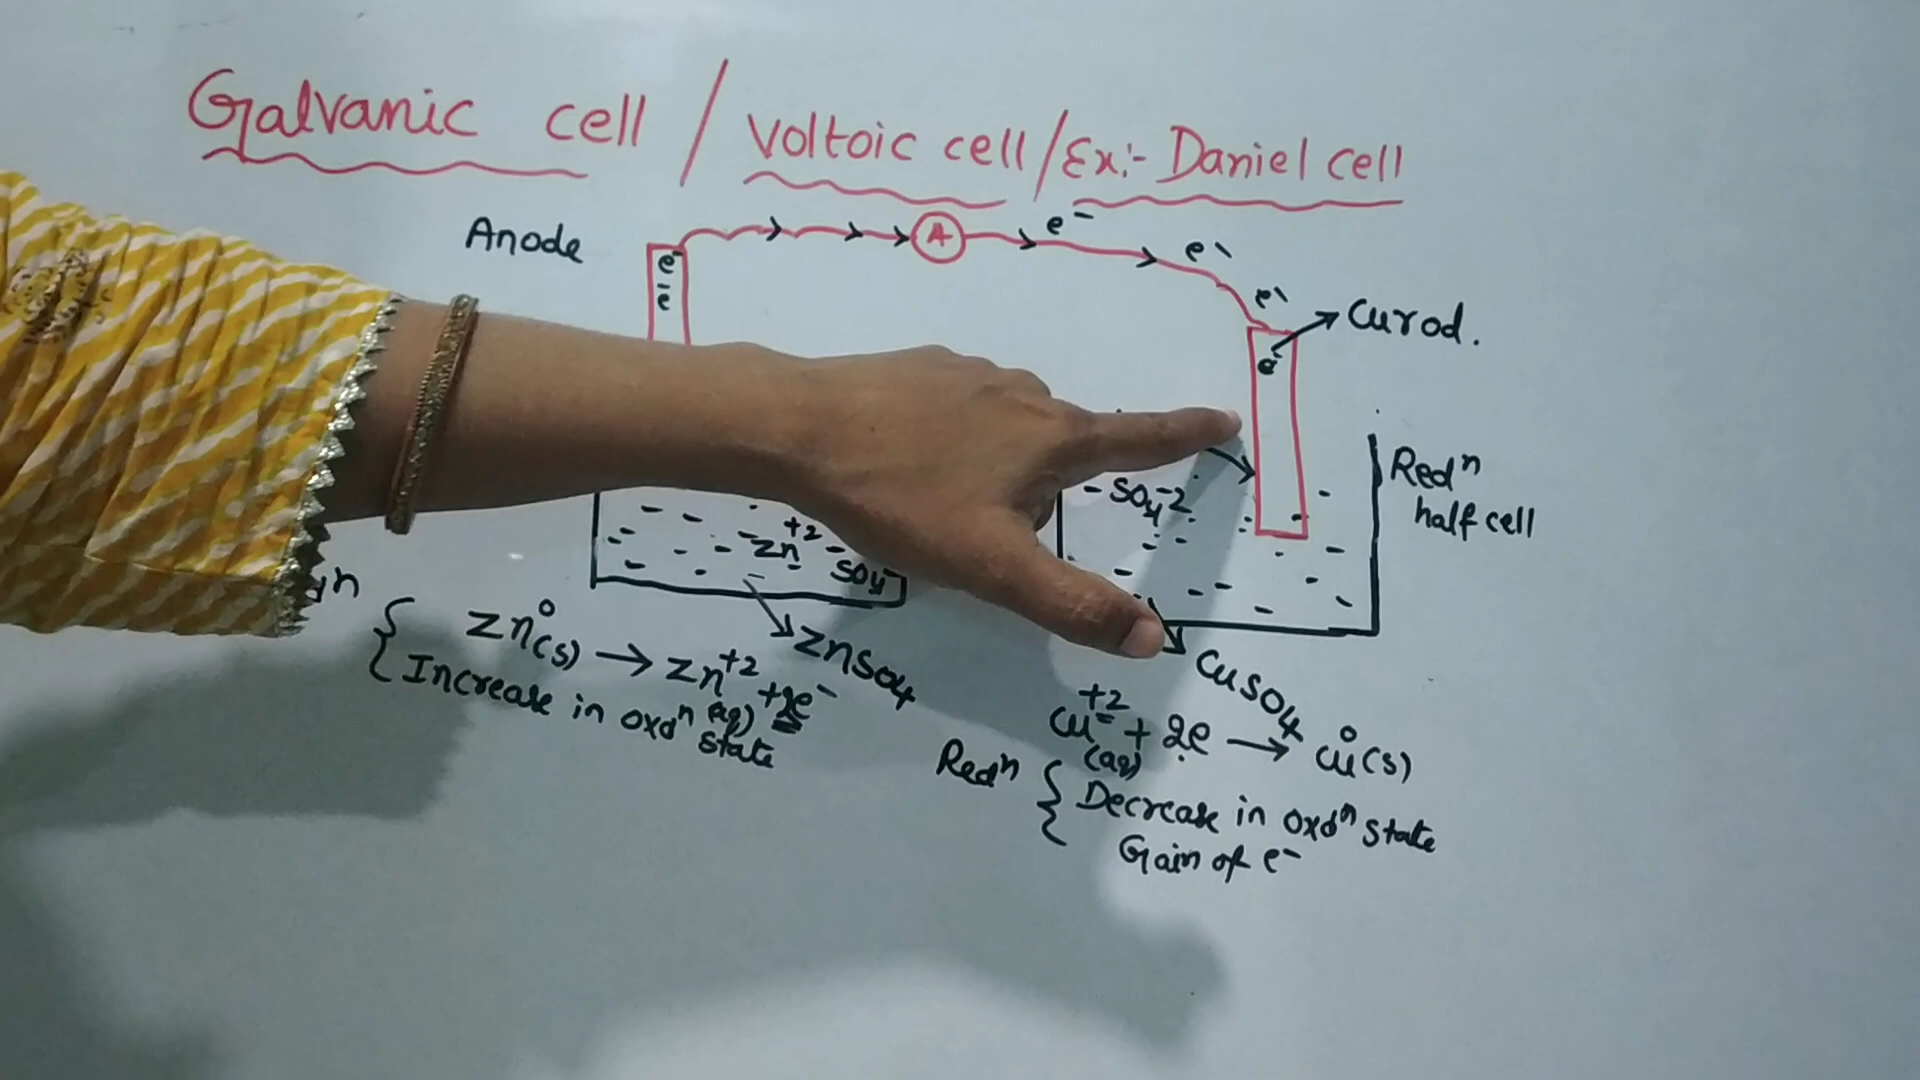 Galvanic cell / Voltoic cell / Ex:- Daniel cell
Anode
A
e⁻
e⁻
e⁻
e⁻
e⁻
e⁻
Cu rod.
Redⁿ
half cell
SO₄⁻²
Zn⁺² SO₄⁻
ZnSO₄
CuSO₄
Zn⁰(s) → Zn⁺²(aq) + 2e⁻
Increase in oxdⁿ state
Cu⁺²(aq) + 2e → Cu⁰(s)
Redⁿ { Decrease in oxdⁿ state
Gain of e⁻